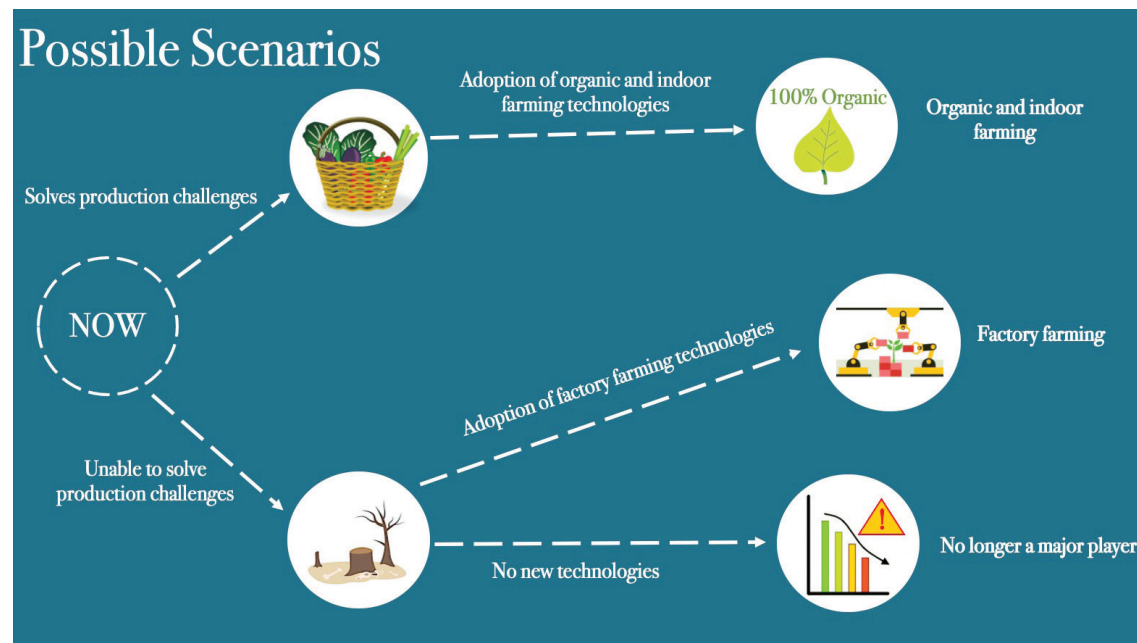 Possible Scenarios
Adoption of organic and indoor
farming technologies
100% Organic
Organic and indoor
farming
Solves production challenges
NOW
Adoption of factory farming technologies
Factory farming
Unable to solve
production challenges
No new technologies
!
No longer a major player